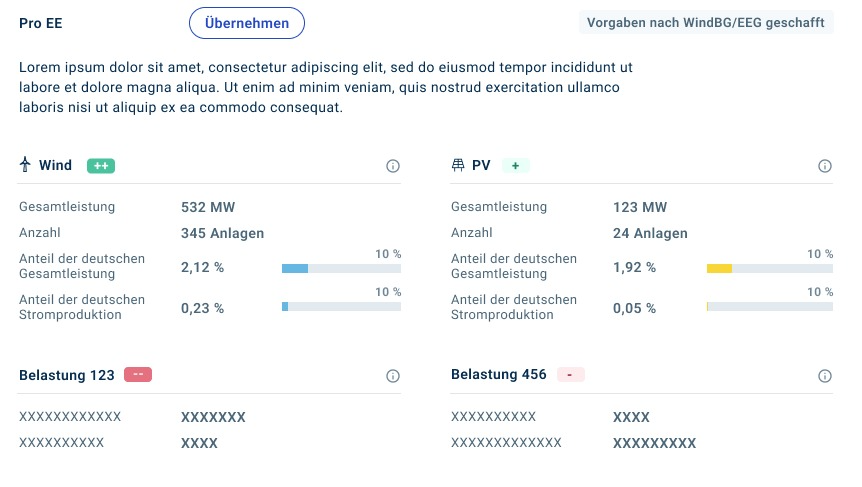 Pro EE
Übernehmen
Vorgaben nach WindBG/EEG geschafft
Lorem ipsum dolor sit amet, consectetur adipiscing elit, sed do eiusmod tempor incididunt ut
labore et dolore magna aliqua. Ut enim ad minim veniam, quis nostrud exercitation ullamco
laboris nisi ut aliquip ex ea commodo consequat.
Wind ++
Gesamtleistung 532 MW
Anzahl 345 Anlagen
Anteil der deutschen
Gesamtleistung
2,12 %
10 %
Anteil der deutschen
Stromproduktion
0,23 %
10 %
PV +
Gesamtleistung 123 MW
Anzahl 24 Anlagen
Anteil der deutschen
Gesamtleistung
1,92 %
10 %
Anteil der deutschen
Stromproduktion
0,05 %
10 %
Belastung 123 --
XXXXXXXXXXXX XXXXXXX
XXXXXXXXXX XXXX
Belastung 456 -
XXXXXXXXXX XXXX
XXXXXXXXXXXXX XXXXXXXXX